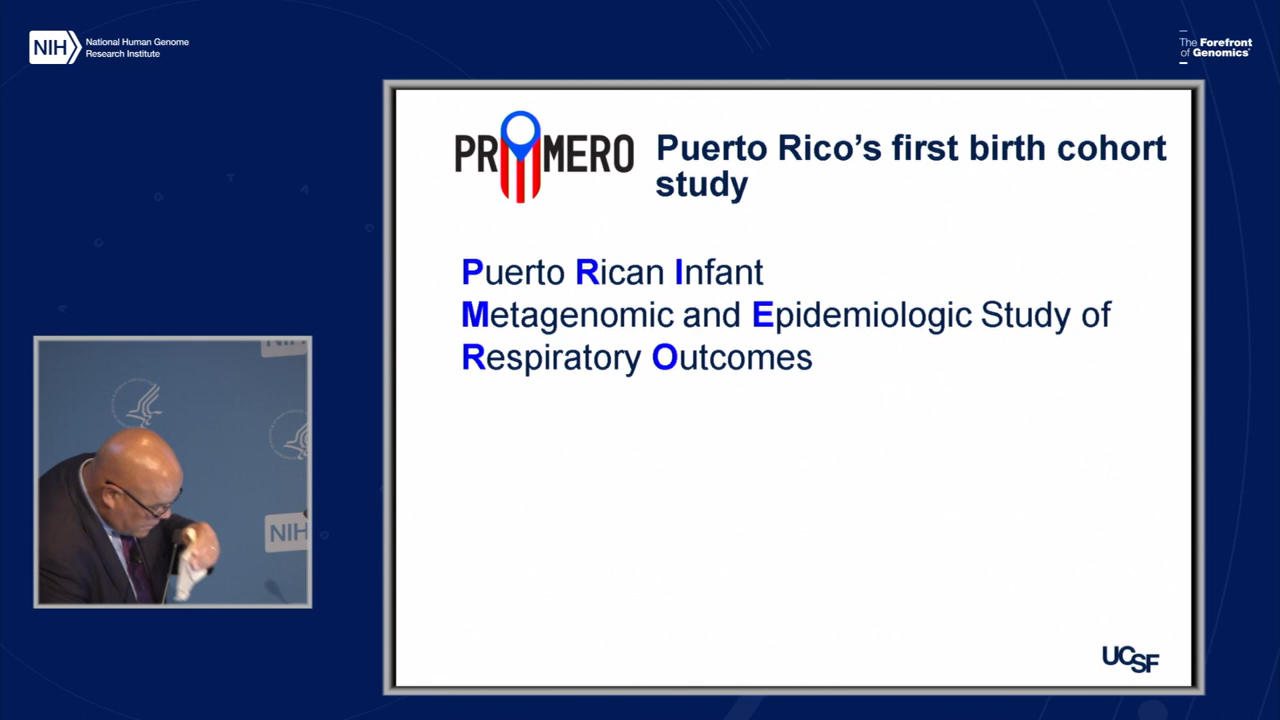 NIH National Human Genome
Research Institute
The Forefront
of Genomics®
PRIMERO
Puerto Rico's first birth cohort
study
Puerto Rican Infant
Metagenomic and Epidemiologic Study of
Respiratory Outcomes
NIH
NIH
UCSF